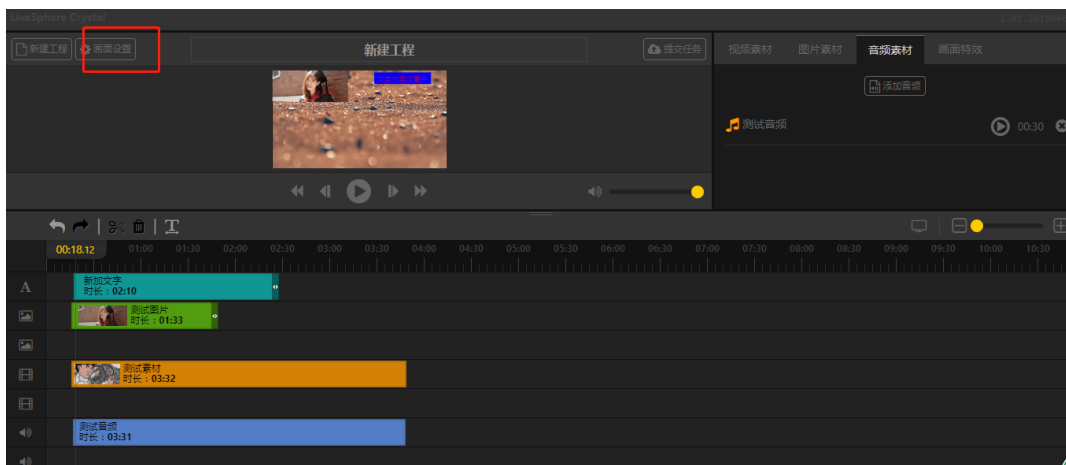 LiveSphere Crystal
新建工程 画面设置 新建工程 提交任务 视频素材 图片素材 音频素材 画面特效
添加音频
测试音频 00:30
00:18.12 01:00 01:30 02:00 02:30 03:00 03:30 04:00 04:30 05:00 05:30 06:00 06:30 07:00 07:30 08:00 08:30 09:00 09:30 10:00 10:30
A
新加文字
时长：02:10
测试图片
时长：01:33
测试素材
时长：03:32
测试音频
时长：03:31